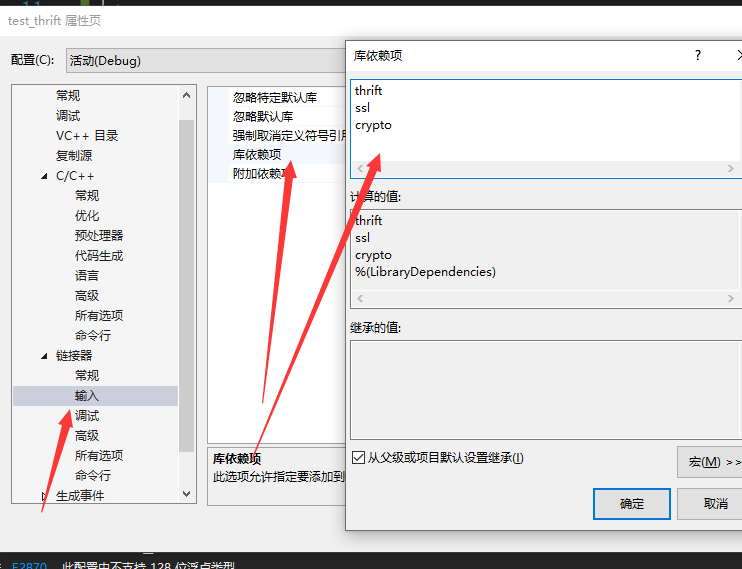 test_thrift 属性页
配置(C):
活动(Debug)
常规
调试
VC++ 目录
复制源
C/C++
常规
优化
预处理器
代码生成
语言
高级
所有选项
命令行
链接器
常规
输入
调试
高级
所有选项
命令行
生成事件
忽略特定默认库
忽略默认库
强制取消定义符号引用
库依赖项
附加依赖项
库依赖项
此选项允许指定要添加到
库依赖项
?
thrift
ssl
crypto
计算的值:
thrift
ssl
crypto
%(LibraryDependencies)
继承的值:
从父级或项目默认设置继承(I)
宏(M) >>
确定
取消
E2870 此配置中不支持 128 位浮点类型